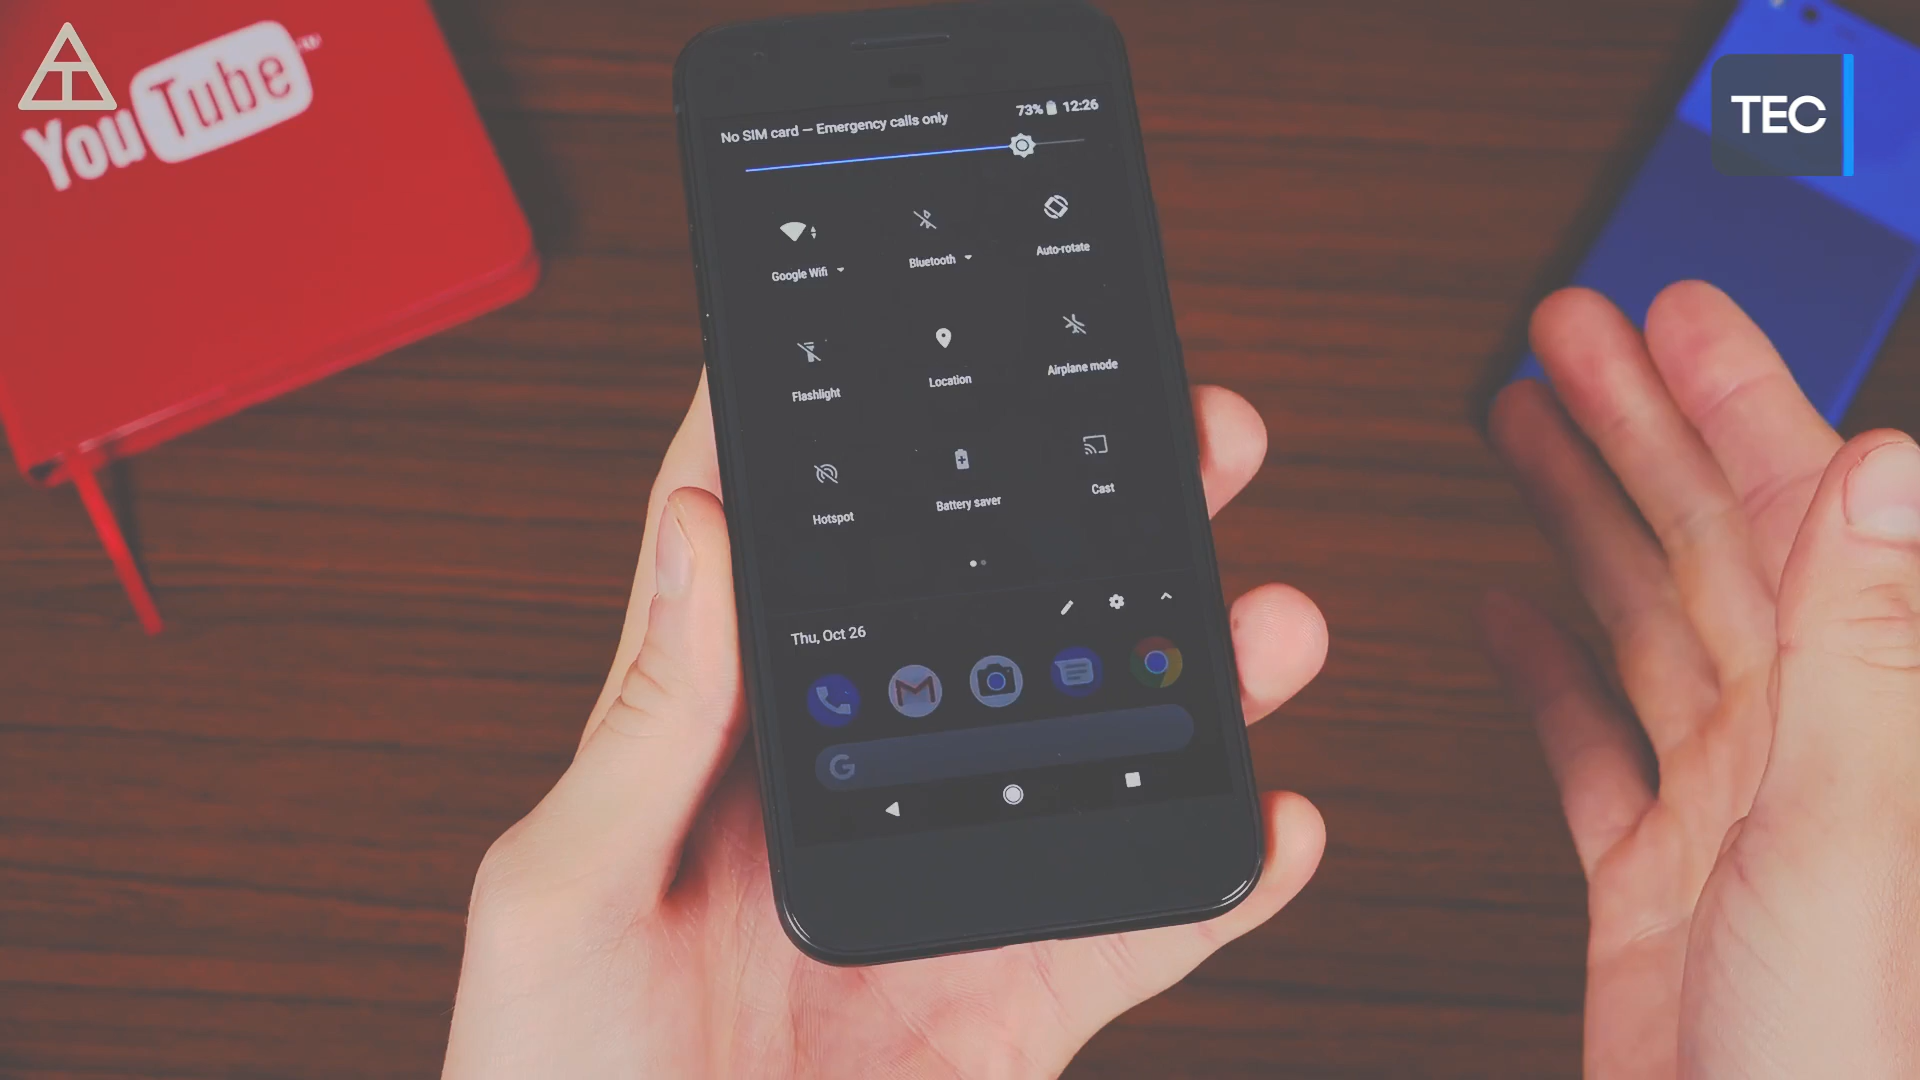 YouTube™
TEC
No SIM card — Emergency calls only
73% 12:26
Google Wifi
Bluetooth
Auto-rotate
Flashlight
Location
Airplane mode
Hotspot
Battery saver
Cast
Thu, Oct 26
G